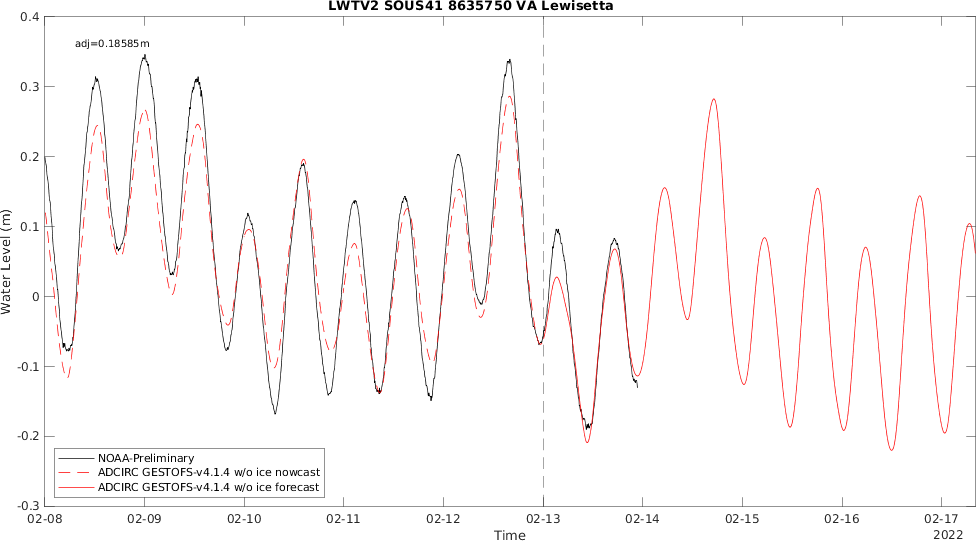 LWTV2 SOUS41 8635750 VA Lewisetta
adj=0.18585m
0.4
0.3
0.2
0.1
0
-0.1
-0.2
-0.3
Water Level (m)
NOAA-Preliminary
ADCIRC GESTOFS-v4.1.4 w/o ice nowcast
ADCIRC GESTOFS-v4.1.4 w/o ice forecast
02-08 02-09 02-10 02-11 02-12 02-13 02-14 02-15 02-16 02-17
Time
2022